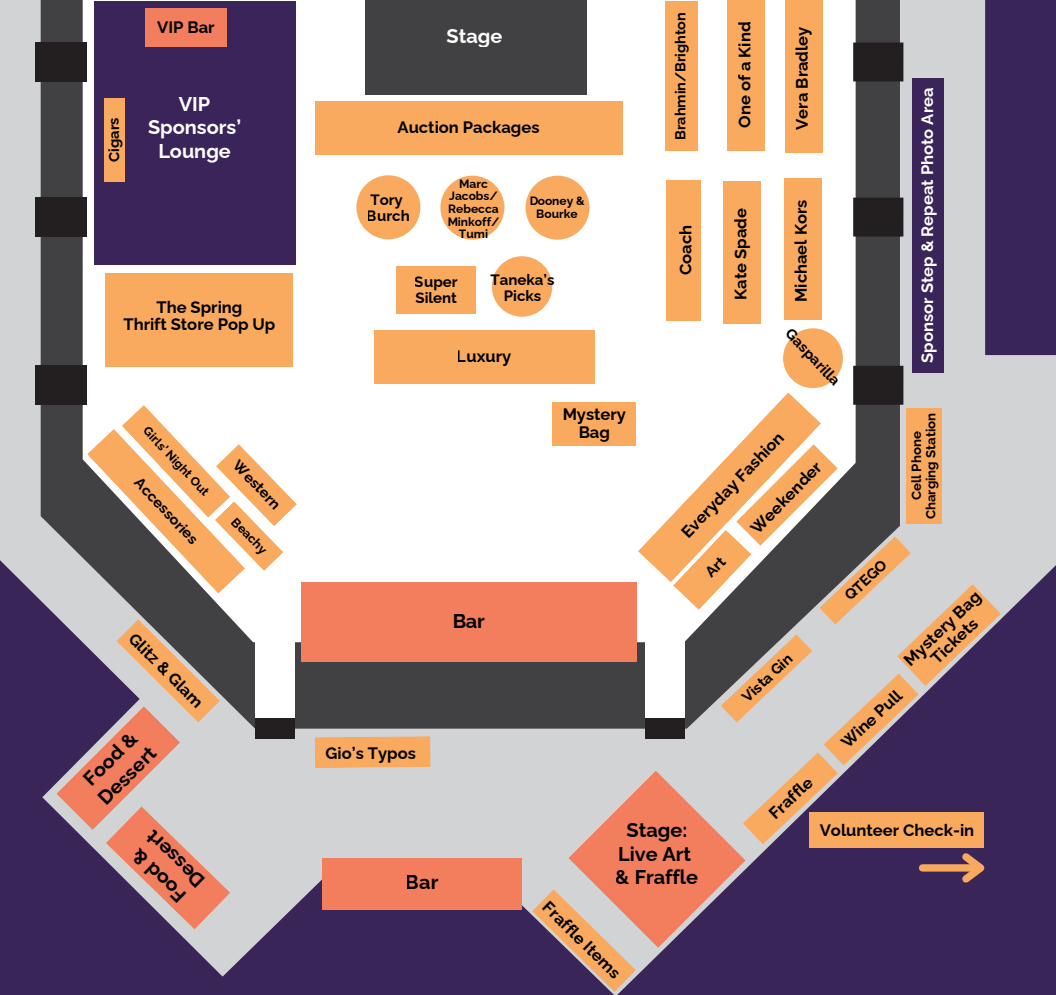 VIP Bar
Stage
Brahmin/Brighton
One of a Kind
Vera Bradley
VIP
Sponsors’
Lounge
Cigars
Auction Packages
Sponsor Step & Repeat Photo Area
Tory
Burch
Marc
Jacobs/
Rebecca
Minkoff/
Tumi
Dooney &
Bourke
Coach
Kate Spade
Michael Kors
Super
Silent
Taneka’s
Picks
The Spring
Thrift Store Pop Up
Luxury
Gasparilla
Mystery
Bag
Cell Phone
Charging Station
Girls’ Night Out
Western
Accessories
Beachy
Everyday Fashion
Weekender
Art
QTEGO
Bar
Mystery Bag
Tickets
Glitz & Glam
Vista Gin
Wine Pull
Gio’s Typos
Food &
Dessert
Fraffle
Volunteer Check-in
Stage:
Live Art
& Fraffle
Food &
Dessert
Bar
Fraffle Items